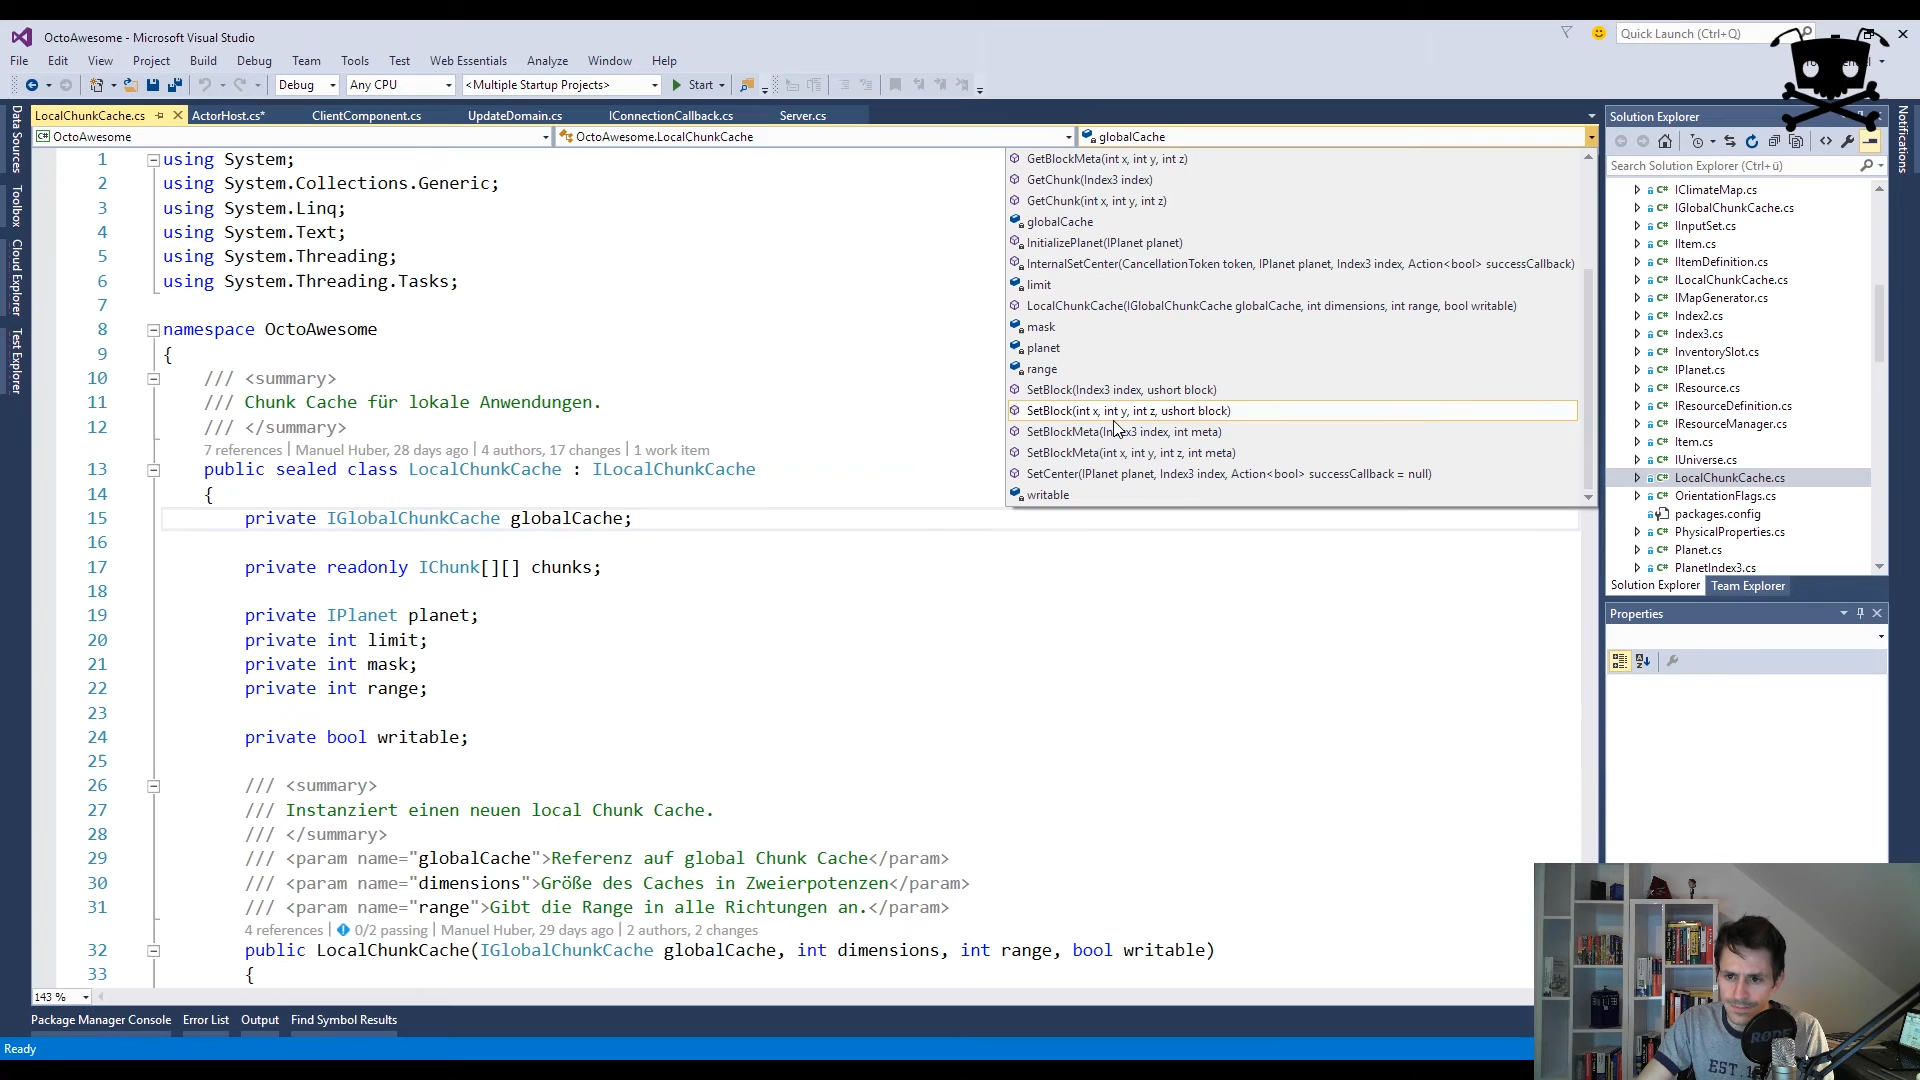 OctoAwesome - Microsoft Visual Studio
Quick Launch (Ctrl+Q)
File Edit View Project Build Debug Team Tools Test Web Essentials Analyze Window Help
Debug Any CPU <Multiple Startup Projects> Start
LocalChunkCache.cs ActorHost.cs* ClientComponent.cs UpdateDomain.cs IConnectionCallback.cs Server.cs
OctoAwesome OctoAwesome.LocalChunkCache globalCache
Data Sources
Toolbox
Cloud Explorer
Test Explorer
1 using System;
2 using System.Collections.Generic;
3 using System.Linq;
4 using System.Text;
5 using System.Threading;
6 using System.Threading.Tasks;
7
8 namespace OctoAwesome
9 {
10 /// <summary>
11 /// Chunk Cache für lokale Anwendungen.
12 /// </summary>
7 references | Manuel Huber, 28 days ago | 4 authors, 17 changes | 1 work item
13 public sealed class LocalChunkCache : ILocalChunkCache
14 {
15 private IGlobalChunkCache globalCache;
16
17 private readonly IChunk[][] chunks;
18
19 private IPlanet planet;
20 private int limit;
21 private int mask;
22 private int range;
23
24 private bool writable;
25
26 /// <summary>
27 /// Instanziert einen neuen local Chunk Cache.
28 /// </summary>
29 /// <param name="globalCache">Referenz auf global Chunk Cache</param>
30 /// <param name="dimensions">Größe des Caches in Zweierpotenzen</param>
31 /// <param name="range">Gibt die Range in alle Richtungen an.</param>
4 references | 0/2 passing | Manuel Huber, 29 days ago | 2 authors, 2 changes
32 public LocalChunkCache(IGlobalChunkCache globalCache, int dimensions, int range, bool writable)
33 {
GetBlockMeta(int x, int y, int z)
GetChunk(Index3 index)
GetChunk(int x, int y, int z)
globalCache
InitializePlanet(IPlanet planet)
InternalSetCenter(CancellationToken token, IPlanet planet, Index3 index, Action<bool> successCallback)
limit
LocalChunkCache(IGlobalChunkCache globalCache, int dimensions, int range, bool writable)
mask
planet
range
SetBlock(Index3 index, ushort block)
SetBlock(int x, int y, int z, ushort block)
SetBlockMeta(Index3 index, int meta)
SetBlockMeta(int x, int y, int z, int meta)
SetCenter(IPlanet planet, Index3 index, Action<bool> successCallback = null)
writable
Solution Explorer
Search Solution Explorer (Ctrl+ü)
IClimateMap.cs
IGlobalChunkCache.cs
IInputSet.cs
IItem.cs
IItemDefinition.cs
ILocalChunkCache.cs
IMapGenerator.cs
Index2.cs
Index3.cs
InventorySlot.cs
IPlanet.cs
IResource.cs
IResourceDefinition.cs
IResourceManager.cs
Item.cs
IUniverse.cs
LocalChunkCache.cs
OrientationFlags.cs
packages.config
PhysicalProperties.cs
Planet.cs
PlanetIndex3.cs
Solution Explorer Team Explorer
Properties
Notifications
143 %
Package Manager Console Error List Output Find Symbol Results
Ready
RØDE
EST.